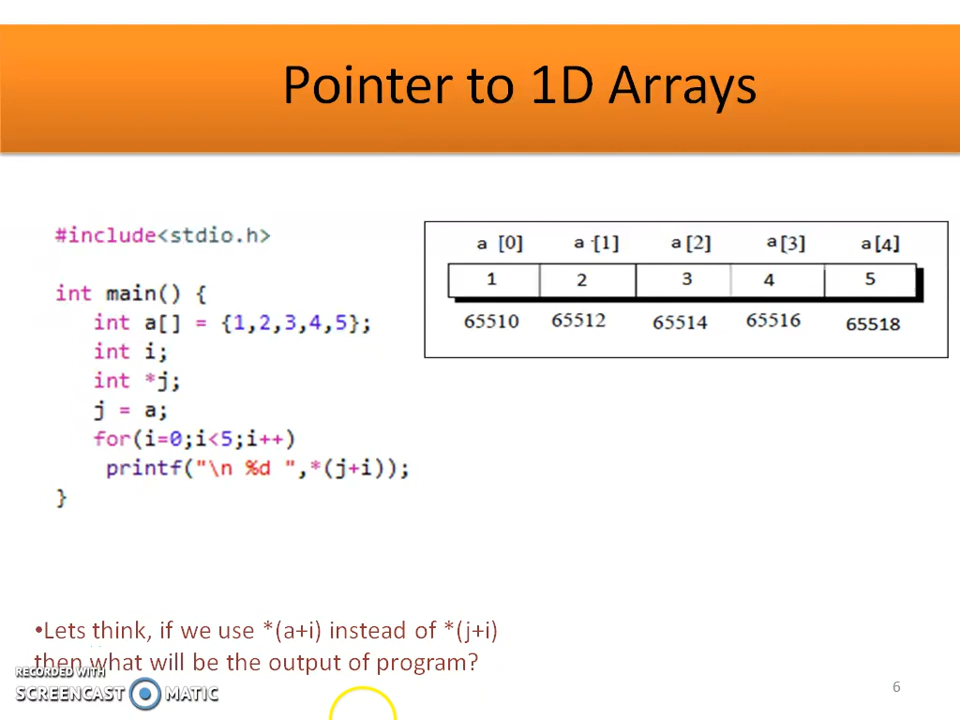 Pointer to 1D Arrays
#include<stdio.h>
int main() {
int a[] = {1,2,3,4,5};
int i;
int *j;
j = a;
for(i=0;i<5;i++)
printf("\n %d ",*(j+i));
}
a [0] a [1] a [2] a [3] a [4]
1 2 3 4 5
65510 65512 65514 65516 65518
•Lets think, if we use *(a+i) instead of *(j+i)
then what will be the output of program?
RECORDED WITH
SCREENCAST MATIC
6